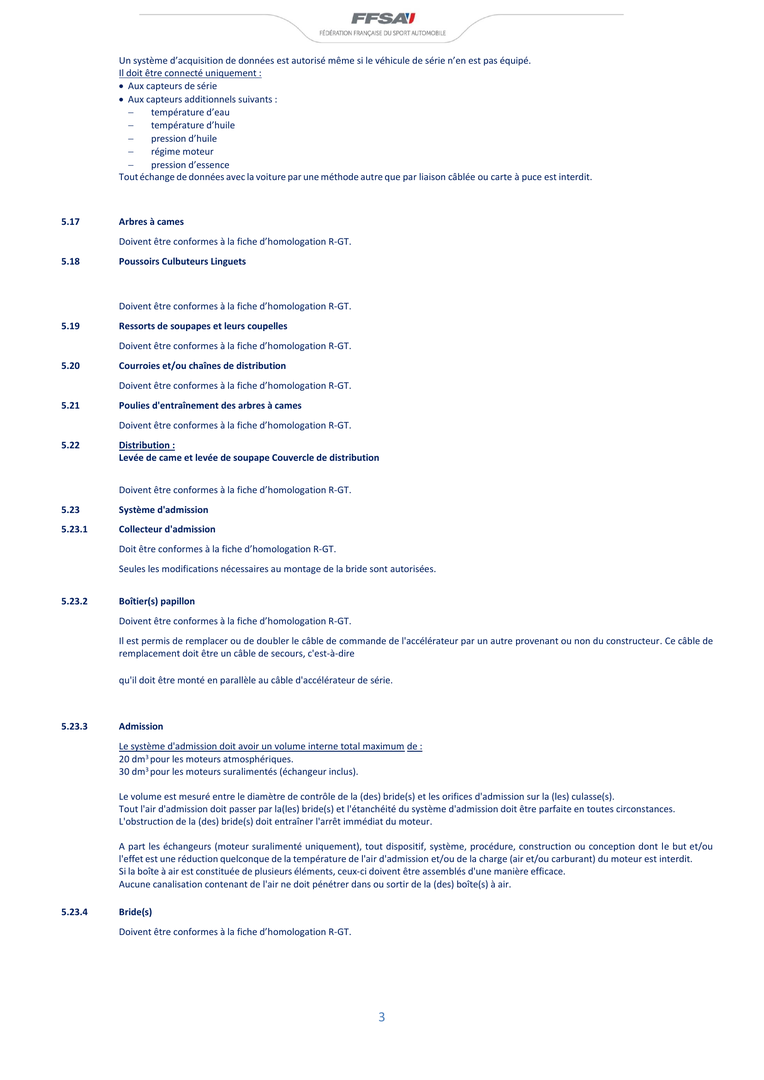 FFSA
FÉDÉRATION FRANÇAISE DU SPORT AUTOMOBILE
Un système d’acquisition de données est autorisé même si le véhicule de série n’en est pas équipé.
Il doit être connecté uniquement :
• Aux capteurs de série
• Aux capteurs additionnels suivants :
– température d’eau
– température d’huile
– pression d’huile
– régime moteur
– pression d’essence
Tout échange de données avec la voiture par une méthode autre que par liaison câblée ou carte à puce est interdit.
5.17 Arbres à cames
Doivent être conformes à la fiche d’homologation R-GT.
5.18 Poussoirs Culbuteurs Linguets
Doivent être conformes à la fiche d’homologation R-GT.
5.19 Ressorts de soupapes et leurs coupelles
Doivent être conformes à la fiche d’homologation R-GT.
5.20 Courroies et/ou chaînes de distribution
Doivent être conformes à la fiche d’homologation R-GT.
5.21 Poulies d'entraînement des arbres à cames
Doivent être conformes à la fiche d’homologation R-GT.
5.22 Distribution :
Levée de came et levée de soupape Couvercle de distribution
Doivent être conformes à la fiche d’homologation R-GT.
5.23 Système d'admission
5.23.1 Collecteur d'admission
Doit être conformes à la fiche d’homologation R-GT.
Seules les modifications nécessaires au montage de la bride sont autorisées.
5.23.2 Boîtier(s) papillon
Doivent être conformes à la fiche d’homologation R-GT.
Il est permis de remplacer ou de doubler le câble de commande de l'accélérateur par un autre provenant ou non du constructeur. Ce câble de
remplacement doit être un câble de secours, c'est-à-dire
qu'il doit être monté en parallèle au câble d'accélérateur de série.
5.23.3 Admission
Le système d'admission doit avoir un volume interne total maximum de :
20 dm³ pour les moteurs atmosphériques.
30 dm³ pour les moteurs suralimentés (échangeur inclus).
Le volume est mesuré entre le diamètre de contrôle de la (des) bride(s) et les orifices d'admission sur la (les) culasse(s).
Tout l'air d'admission doit passer par la(les) bride(s) et l'étanchéité du système d'admission doit être parfaite en toutes circonstances.
L'obstruction de la (des) bride(s) doit entraîner l'arrêt immédiat du moteur.
A part les échangeurs (moteur suralimenté uniquement), tout dispositif, système, procédure, construction ou conception dont le but et/ou
l'effet est une réduction quelconque de la température de l'air d'admission et/ou de la charge (air et/ou carburant) du moteur est interdit.
Si la boîte à air est constituée de plusieurs éléments, ceux-ci doivent être assemblés d'une manière efficace.
Aucune canalisation contenant de l'air ne doit pénétrer dans ou sortir de la (des) boîte(s) à air.
5.23.4 Bride(s)
Doivent être conformes à la fiche d’homologation R-GT.
3